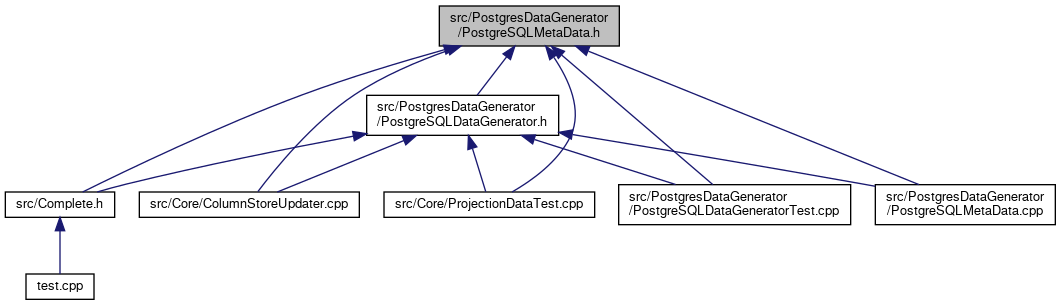 src/PostgresDataGenerator
/PostgreSQLMetaData.h
src/PostgresDataGenerator
/PostgreSQLDataGenerator.h
src/Complete.h
src/Core/ColumnStoreUpdater.cpp
src/Core/ProjectionDataTest.cpp
src/PostgresDataGenerator
/PostgreSQLDataGeneratorTest.cpp
src/PostgresDataGenerator
/PostgreSQLMetaData.cpp
test.cpp